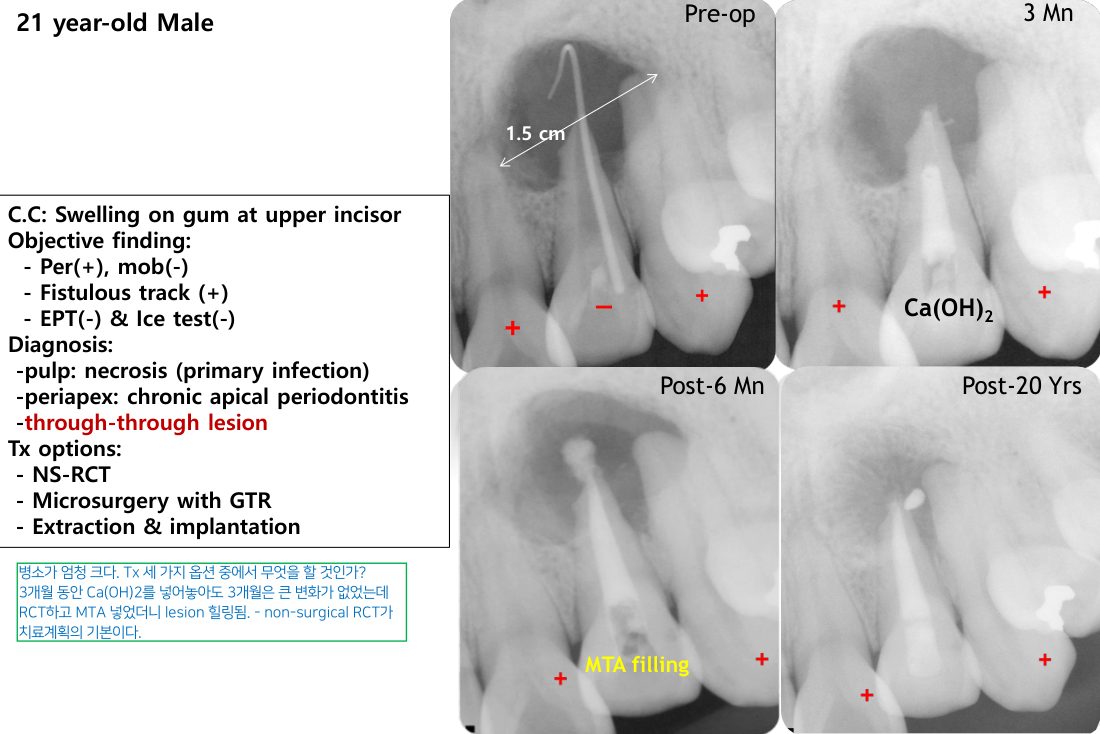 21 year-old Male
C.C: Swelling on gum at upper incisor
Objective finding:
- Per(+), mob(-)
- Fistulous track (+)
- EPT(-) & Ice test(-)
Diagnosis:
-pulp: necrosis (primary infection)
-periapex: chronic apical periodontitis
-through-through lesion
Tx options:
- NS-RCT
- Microsurgery with GTR
- Extraction & implantation
병소가 엄청 크다. Tx 세 가지 옵션 중에서 무엇을 할 것인가?
3개월 동안 Ca(OH)2를 넣어놓아도 3개월은 큰 변화가 없었는데
RCT하고 MTA 넣었더니 lesion 힐링됨. - non-surgical RCT가
치료계획의 기본이다.
Pre-op
1.5 cm
+
–
+
3 Mn
+
Ca(OH)₂
+
Post-6 Mn
MTA filling
+
+
Post-20 Yrs
+
+